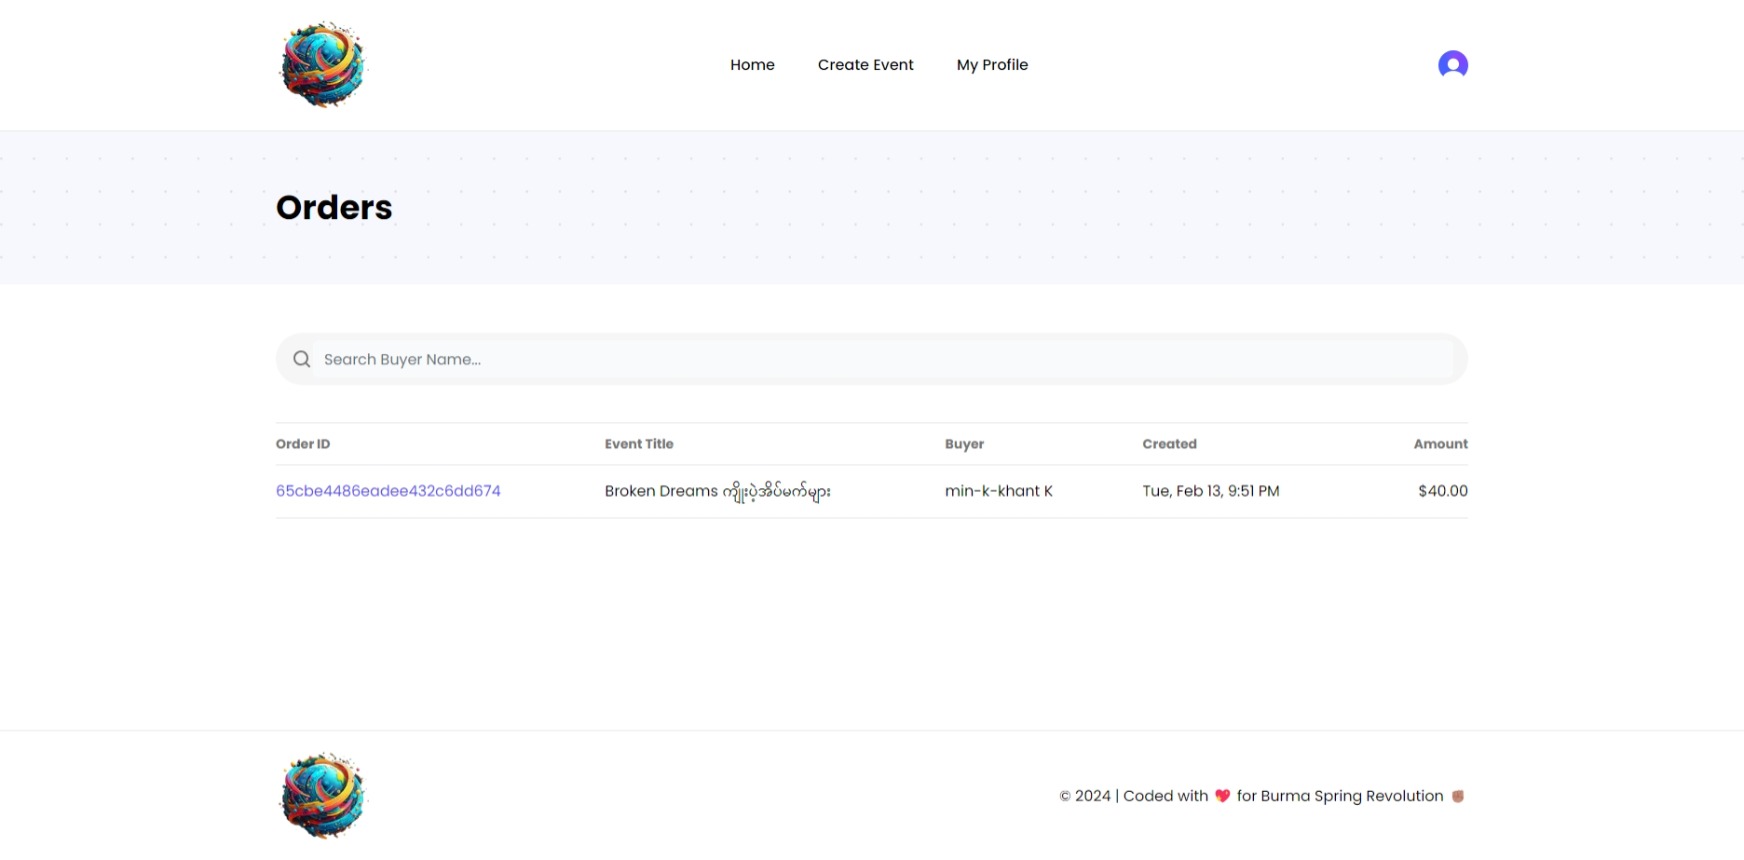 Home Create Event My Profile
Orders
Search Buyer Name...
Order ID Event Title Buyer Created Amount
65cbe4486eadee432c6dd674 Broken Dreams ကျိုးပဲ့အိပ်မက်များ min-k-khant K Tue, Feb 13, 9:51 PM $40.00
© 2024 | Coded with 💖 for Burma Spring Revolution ✊🏽